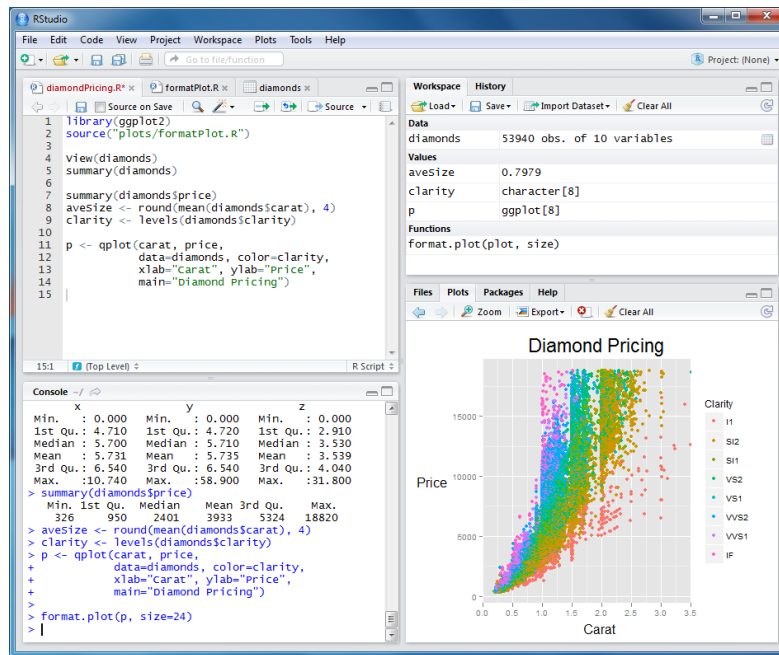 RStudio
File Edit Code View Project Workspace Plots Tools Help
Go to file/function
Project: (None)
diamondPricing.R*
formatPlot.R
diamonds
Source on Save
Source
1 library(ggplot2)
2 source("plots/formatPlot.R")
3
4 View(diamonds)
5 summary(diamonds)
6
7 summary(diamonds$price)
8 aveSize <- round(mean(diamonds$carat), 4)
9 clarity <- levels(diamonds$clarity)
10
11 p <- qplot(carat, price,
12 data=diamonds, color=clarity,
13 xlab="Carat", ylab="Price",
14 main="Diamond Pricing")
15
15:1 (Top Level) R Script
Console ~/
x y z
Min. : 0.000 Min. : 0.000 Min. : 0.000
1st Qu.: 4.710 1st Qu.: 4.720 1st Qu.: 2.910
Median : 5.700 Median : 5.710 Median : 3.530
Mean : 5.731 Mean : 5.735 Mean : 3.539
3rd Qu.: 6.540 3rd Qu.: 6.540 3rd Qu.: 4.040
Max. :10.740 Max. :58.900 Max. :31.800
> summary(diamonds$price)
Min. 1st Qu. Median Mean 3rd Qu. Max.
326 950 2401 3933 5324 18820
> aveSize <- round(mean(diamonds$carat), 4)
> clarity <- levels(diamonds$clarity)
> p <- qplot(carat, price,
+ data=diamonds, color=clarity,
+ xlab="Carat", ylab="Price",
+ main="Diamond Pricing")
>
> format.plot(p, size=24)
>
Workspace History
Load Save Import Dataset Clear All
Data
diamonds 53940 obs. of 10 variables
Values
aveSize 0.7979
clarity character[8]
p ggplot[8]
Functions
format.plot(plot, size)
Files Plots Packages Help
Zoom Export Clear All
Diamond Pricing
Price
15000
10000
5000
0
0.0 0.5 1.0 1.5 2.0 2.5 3.0 3.5
Carat
Clarity
I1
SI2
SI1
VS2
VS1
VVS2
VVS1
IF